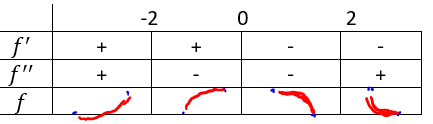 -2 0 2
f′ + + - -
f″ + - - +
f